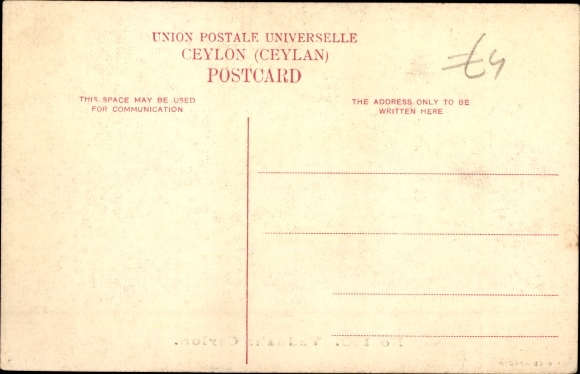 UNION POSTALE UNIVERSELLE
CEYLON (CEYLAN)
POSTCARD
THIS SPACE MAY BE USED
FOR COMMUNICATION
THE ADDRESS ONLY TO BE
WRITTEN HERE
Ceylon.